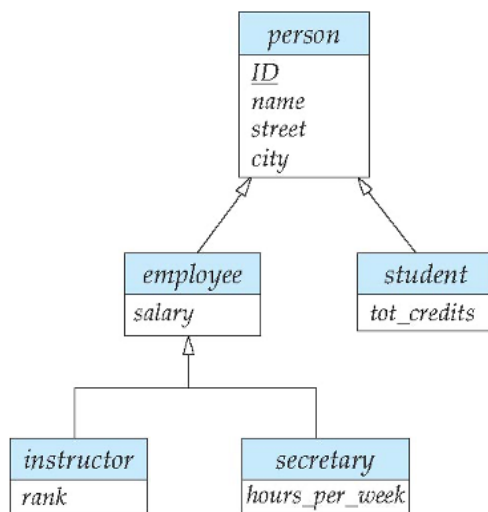 person
ID
name
street
city
employee
salary
student
tot_credits
instructor
rank
secretary
hours_per_week